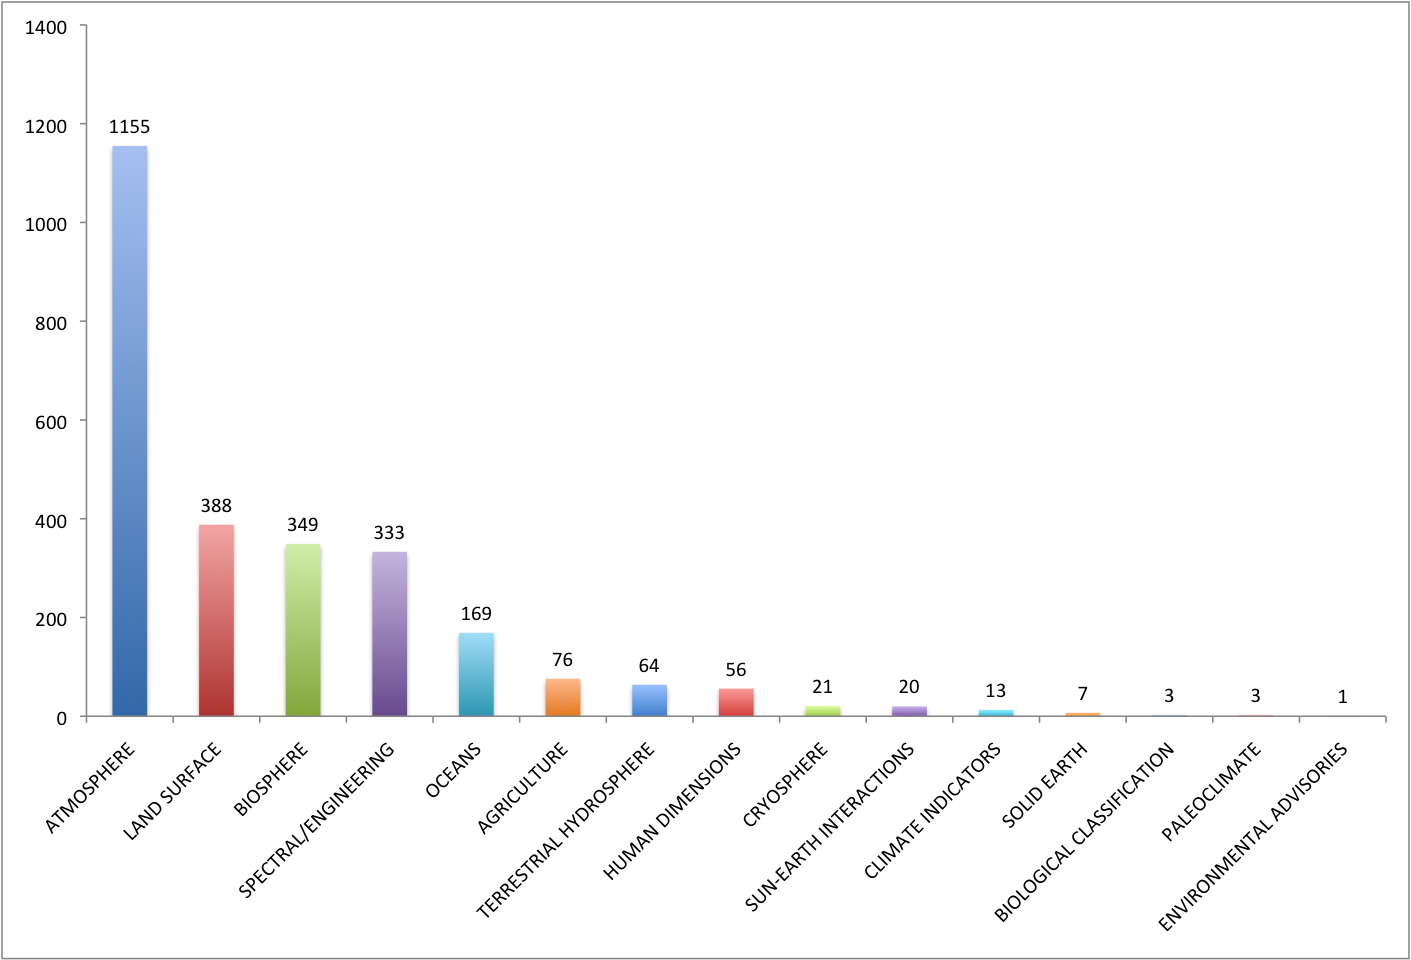 1400
1200
1000
800
600
400
200
0
1155
388
349
333
169
76
64
56
21
20
13
7
3
3
1
ATMOSPHERE
LAND SURFACE
BIOSPHERE
SPECTRAL/ENGINEERING
OCEANS
AGRICULTURE
TERRESTRIAL HYDROSPHERE
HUMAN DIMENSIONS
CRYOSPHERE
SUN-EARTH INTERACTIONS
CLIMATE INDICATORS
SOLID EARTH
BIOLOGICAL CLASSIFICATION
PALEOCLIMATE
ENVIRONMENTAL ADVISORIES